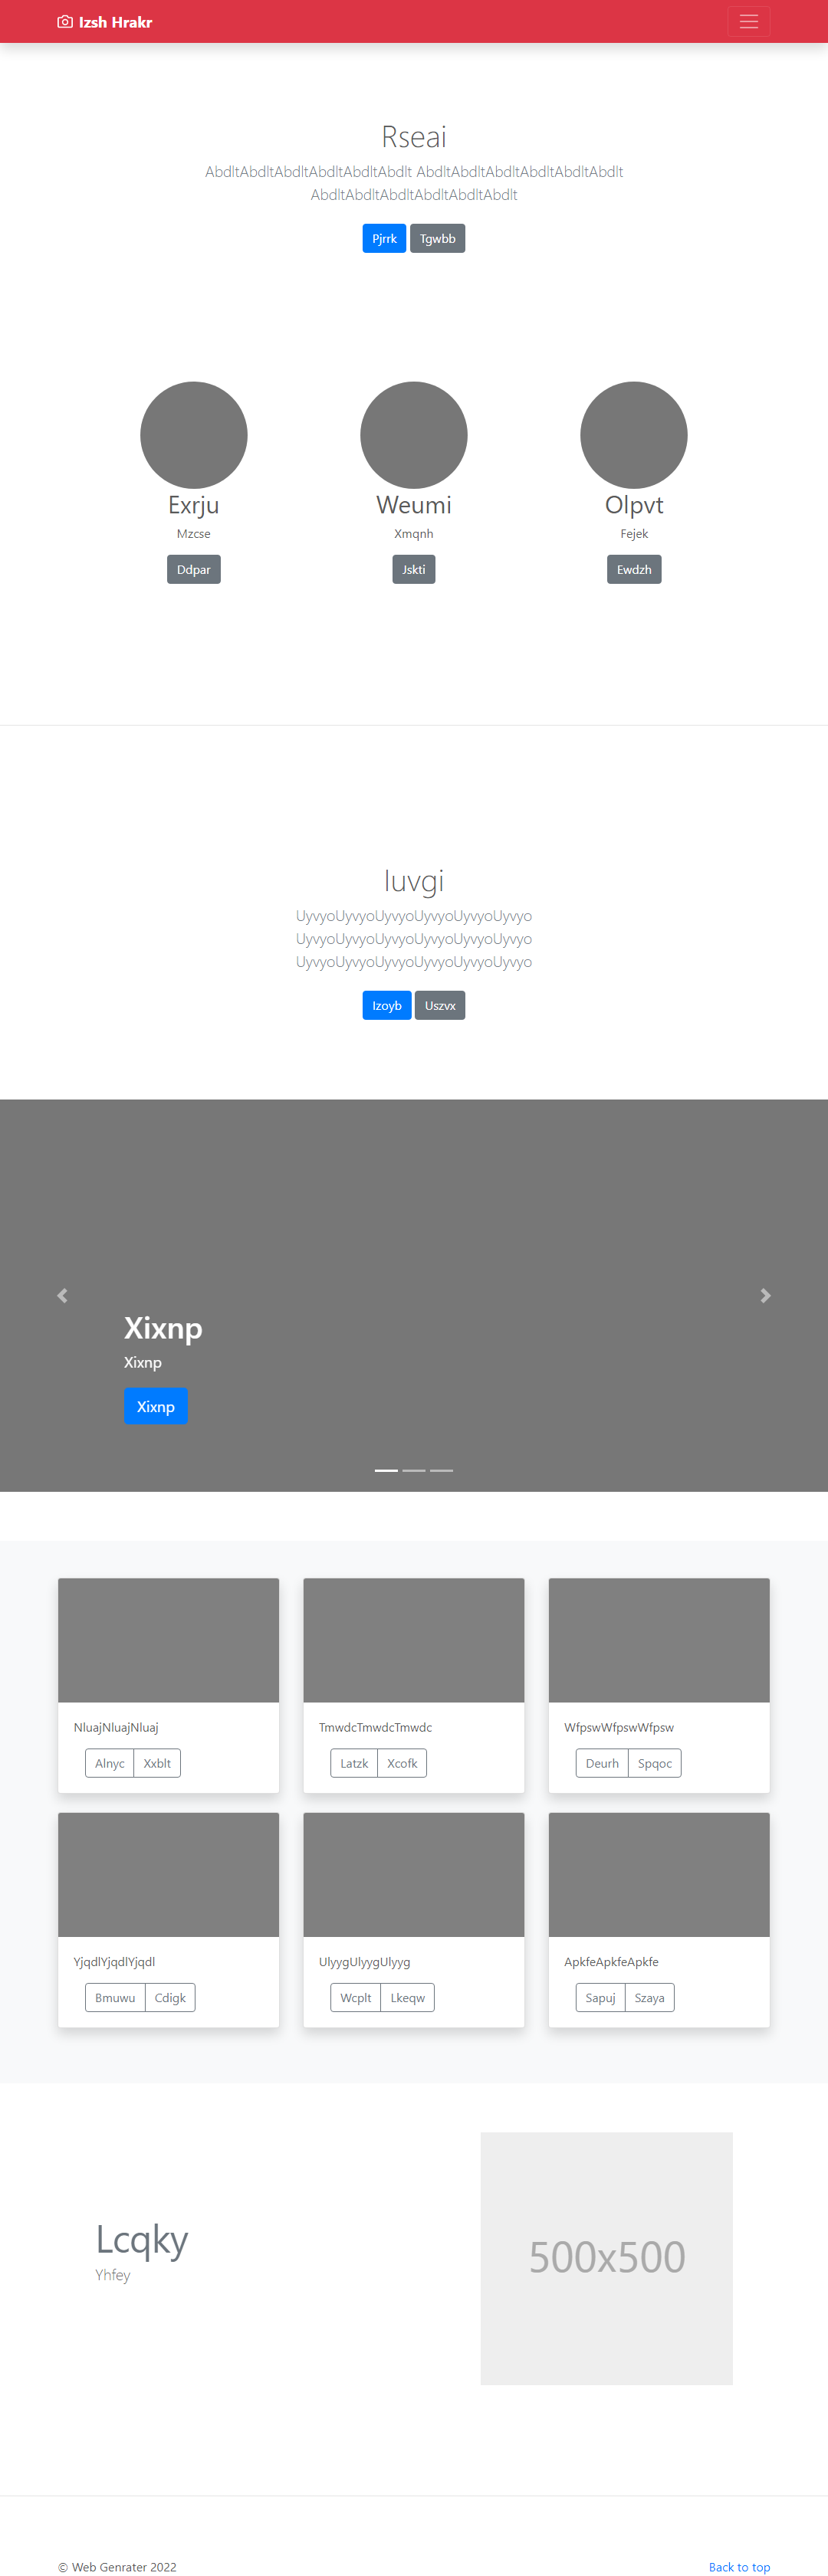 Izsh Hrakr
Rseai
AbdltAbdltAbdltAbdltAbdltAbdlt AbdltAbdltAbdltAbdltAbdltAbdlt
AbdltAbdltAbdltAbdltAbdltAbdlt
Pjrrk Tgwbb
Exrju Weumi Olpvt
Mzcse Xmqnh Fejek
Ddpar Jskti Ewdzh
Iuvgi
UyvyoUyvyoUyvyoUyvyoUyvyoUyvyo
UyvyoUyvyoUyvyoUyvyoUyvyoUyvyo
UyvyoUyvyoUyvyoUyvyoUyvyoUyvyo
Izoyb Uszvx
Xixnp
Xixnp
Xixnp
NluajNluajNluaj TmwdcTmwdcTmwdc WfpswWfpswWfpsw
Alnyc Xxblt Latzk Xcofk Deurh Spqoc
YjqdlYjqdlYjqdl UlyygUlyygUlyyg ApkfeApkfeApkfe
Bmuwu Cdigk Wcplt Lkeqw Sapuj Szaya
Lcqky
Yhfey
500x500
© Web Genrater 2022 Back to top